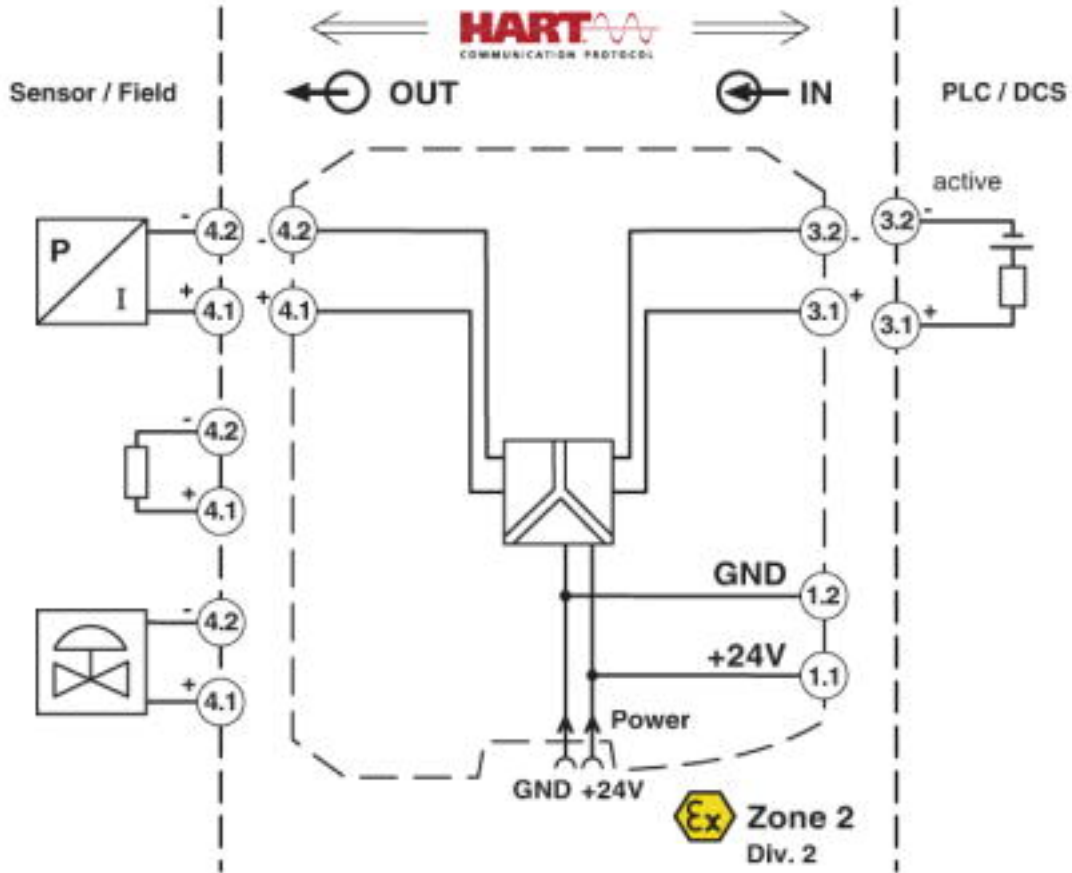 HART
COMMUNICATION PROTOCOL
Sensor / Field
OUT
IN
PLC / DCS
active
P
I
-
4.2
+
4.1
4.2
-
+
4.1
3.2
-
3.1
+
3.2
-
3.1
+
-
4.2
+
4.1
-
4.2
+
4.1
GND
1.2
+24V
1.1
Power
GND +24V
Ex
Zone 2
Div. 2